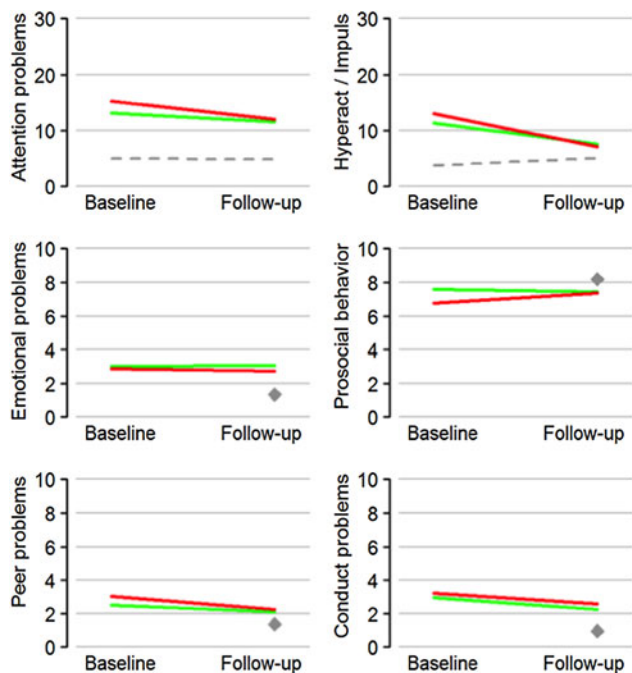 Attention problems
30
20
10
0
Baseline Follow-up
Hyperact / Impuls
30
20
10
0
Baseline Follow-up
Emotional problems
10
8
6
4
2
0
Baseline Follow-up
Prosocial behavior
10
8
6
4
2
0
Baseline Follow-up
Peer problems
10
8
6
4
2
0
Baseline Follow-up
Conduct problems
10
8
6
4
2
0
Baseline Follow-up